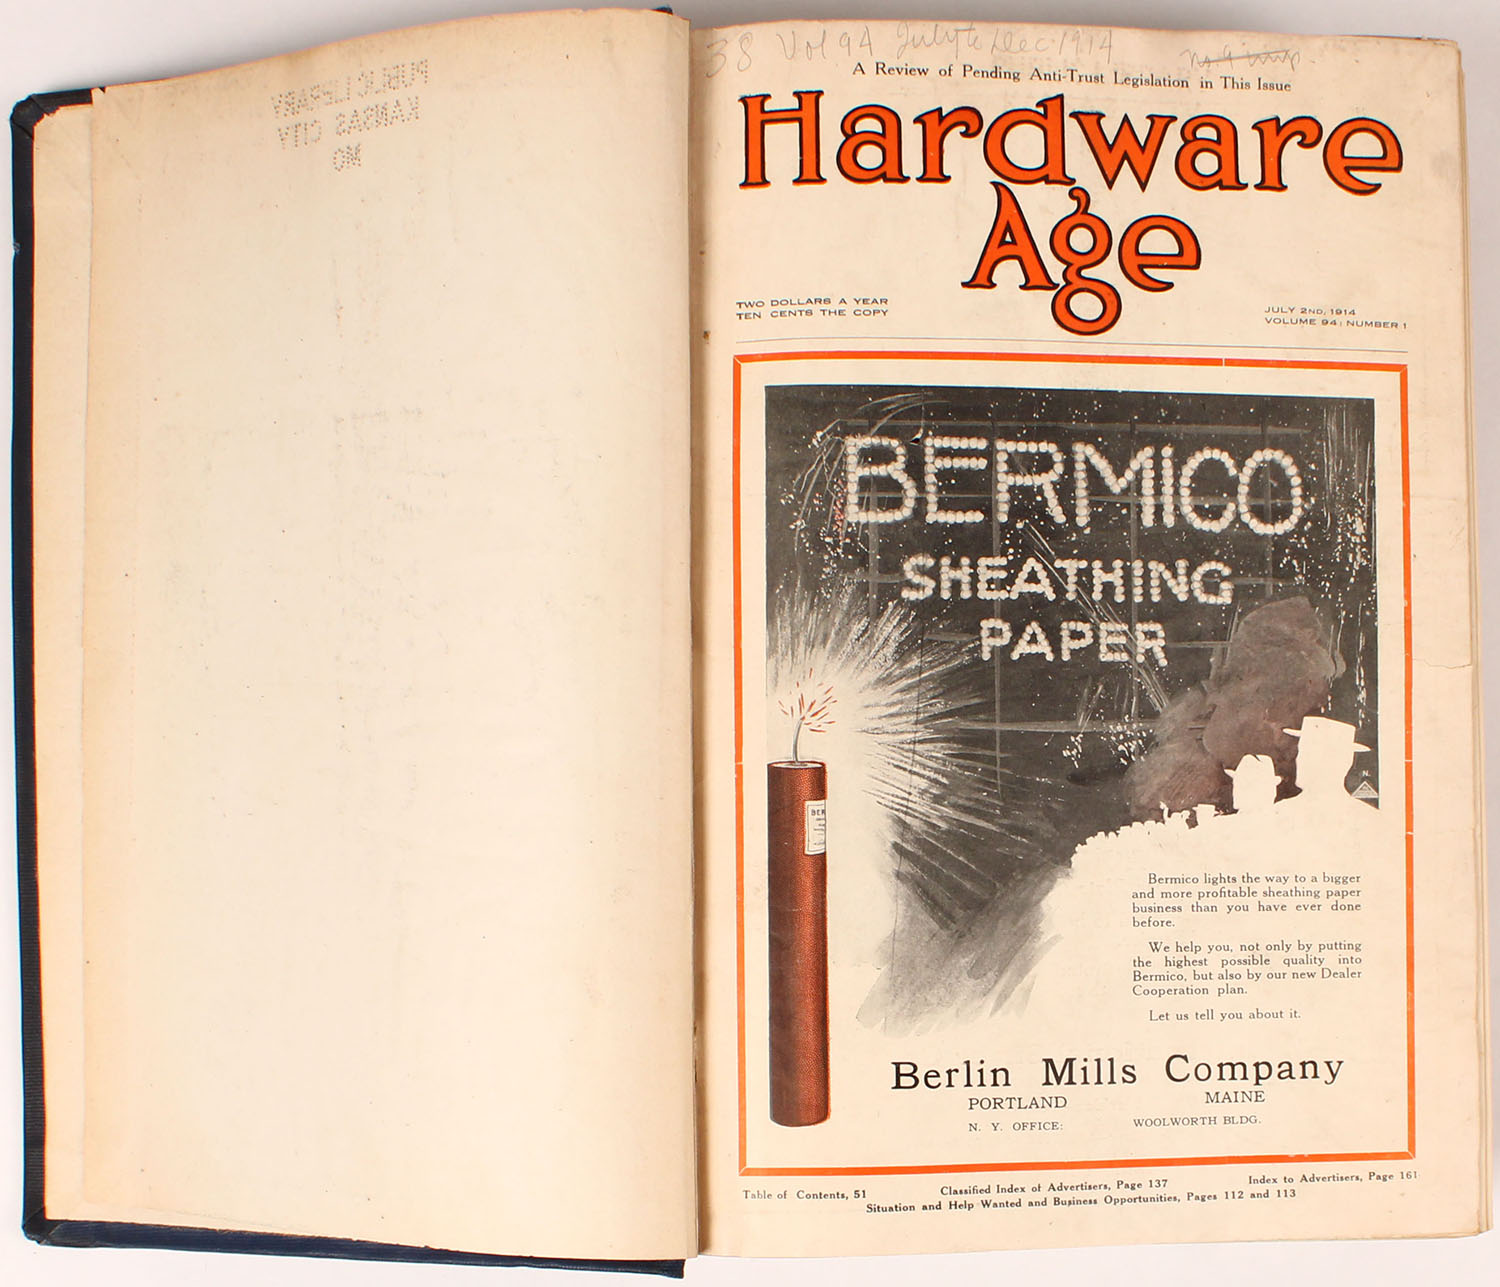 PUBLIC LIBRARY
KANSAS CITY
MO
38 Vol 94 July to Dec. 1914
A Review of Pending Anti-Trust Legislation in This Issue
Hardware
Age
TWO DOLLARS A YEAR
TEN CENTS THE COPY
JULY 2ND, 1914
VOLUME 94: NUMBER 1
BERMICO
SHEATHING
PAPER
BER
N.
Bermico lights the way to a bigger
and more profitable sheathing paper
business than you have ever done
before.
We help you, not only by putting
the highest possible quality into
Bermico, but also by our new Dealer
Cooperation plan.
Let us tell you about it.
Berlin Mills Company
PORTLAND MAINE
N. Y. OFFICE: WOOLWORTH BLDG.
Table of Contents, 51 Classified Index of Advertisers, Page 137 Index to Advertisers, Page 161
Situation and Help Wanted and Business Opportunities, Pages 112 and 113